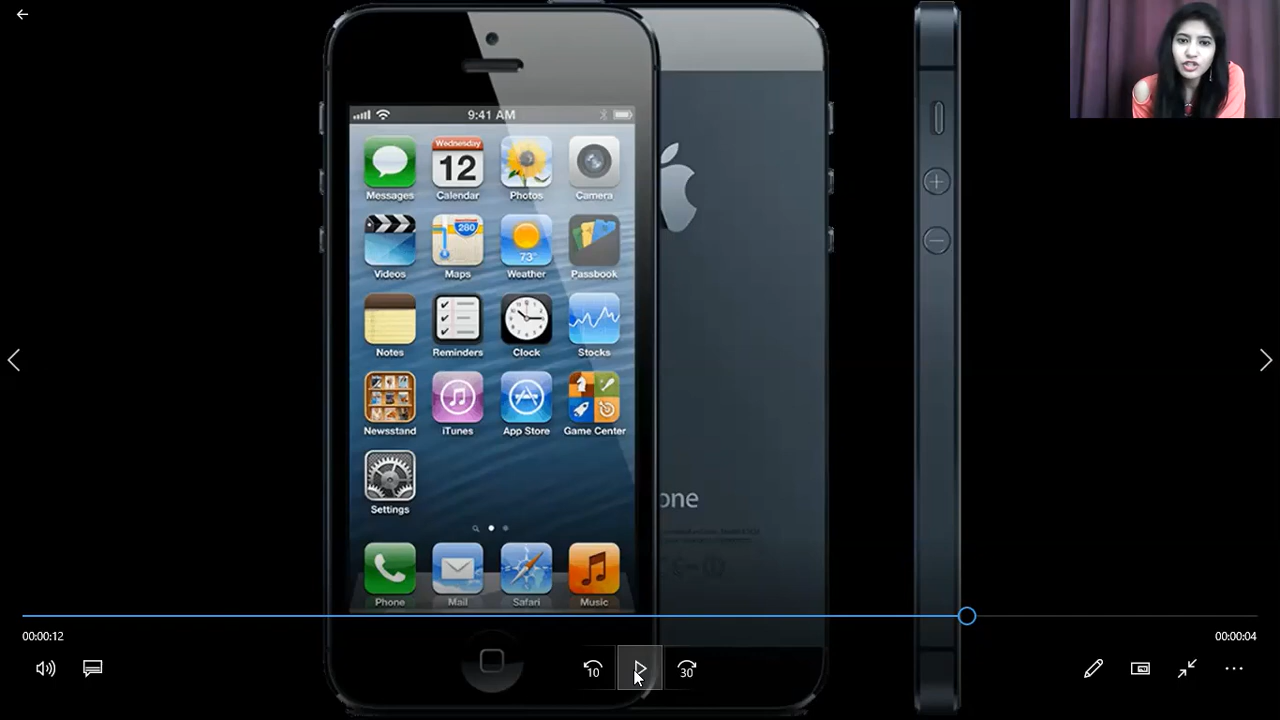 9:41 AM
Wednesday
12
Messages Calendar Photos Camera
280
73°
Videos Maps Weather Passbook
Notes Reminders Clock Stocks
Newsstand iTunes App Store Game Center
Settings
one
Phone Mail Safari Music
00:00:12 00:00:04
10 30